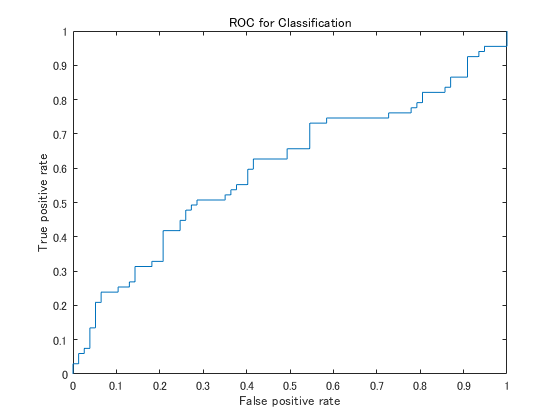 ROC for Classification
1
0.9
0.8
0.7
0.6
0.5
0.4
0.3
0.2
0.1
0
True positive rate
0 0.1 0.2 0.3 0.4 0.5 0.6 0.7 0.8 0.9 1
False positive rate